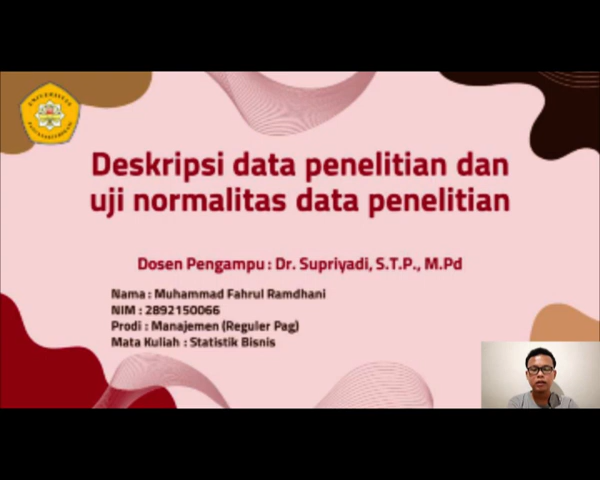 Deskripsi data penelitian dan
uji normalitas data penelitian
Dosen Pengampu : Dr. Supriyadi, S.T.P., M.Pd
Nama : Muhammad Fahrul Ramdhani
NIM : 2892150066
Prodi : Manajemen (Reguler Pag)
Mata Kuliah : Statistik Bisnis